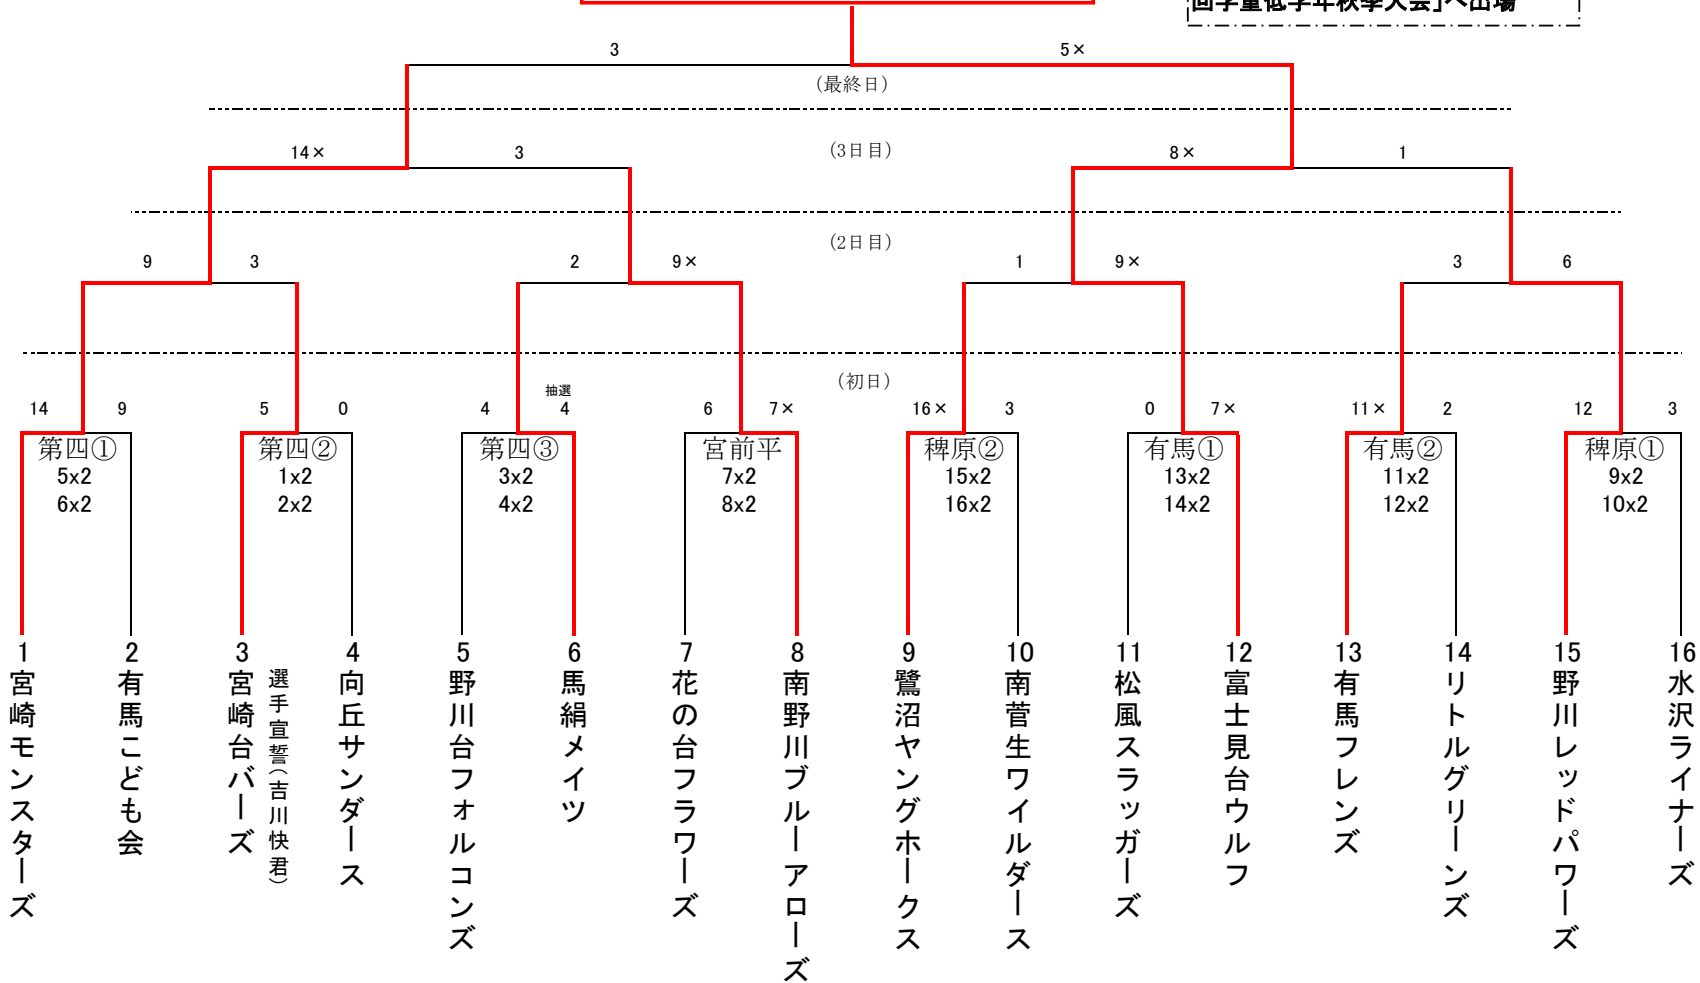 回学童低学年秋季大会」へ出場
3 5×
(最終日)
14× 3 (3日目) 8× 1
(2日目)
9 3 2 9× 1 9× 3 6
(初日)
抽選
14 9 5 0 4 4 6 7× 16× 3 0 7× 11× 2 12 3
第四① 第四② 第四③ 宮前平 稗原② 有馬① 有馬② 稗原①
5x2 1x2 3x2 7x2 15x2 13x2 11x2 9x2
6x2 2x2 4x2 8x2 16x2 14x2 12x2 10x2
1 2 3 4 5 6 7 8 9 10 11 12 13 14 15 16
宮崎モンスターズ
有馬こども会
宮崎台バーズ
選手宣誓(吉川快君)
向丘サンダース
野川台フォルコンズ
馬絹メイツ
花の台フラワーズ
南野川ブルーアローズ
鷺沼ヤングホークス
南菅生ワイルダース
松風スラッガーズ
富士見台ウルフ
有馬フレンズ
リトルグリーンズ
野川レッドパワーズ
水沢ライナーズ